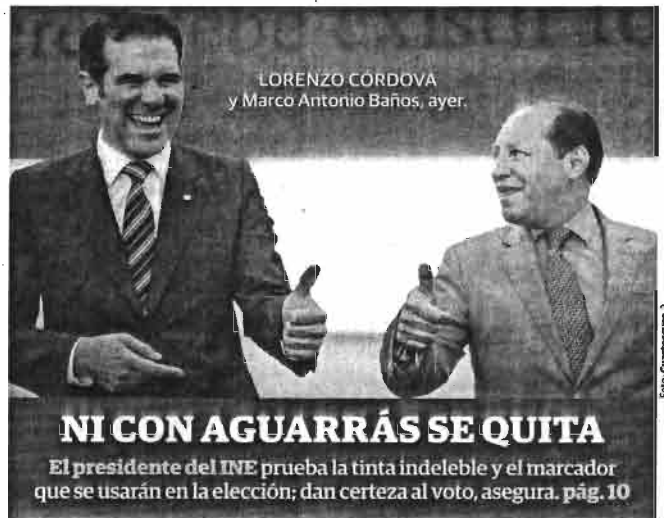 LORENZO CÓRDOVA
y Marco Antonio Baños, ayer.
NI CON AGUARRÁS SE QUITA
El presidente del INE prueba la tinta indeleble y el marcador
que se usarán en la elección; dan certeza al voto, asegura. pág. 10